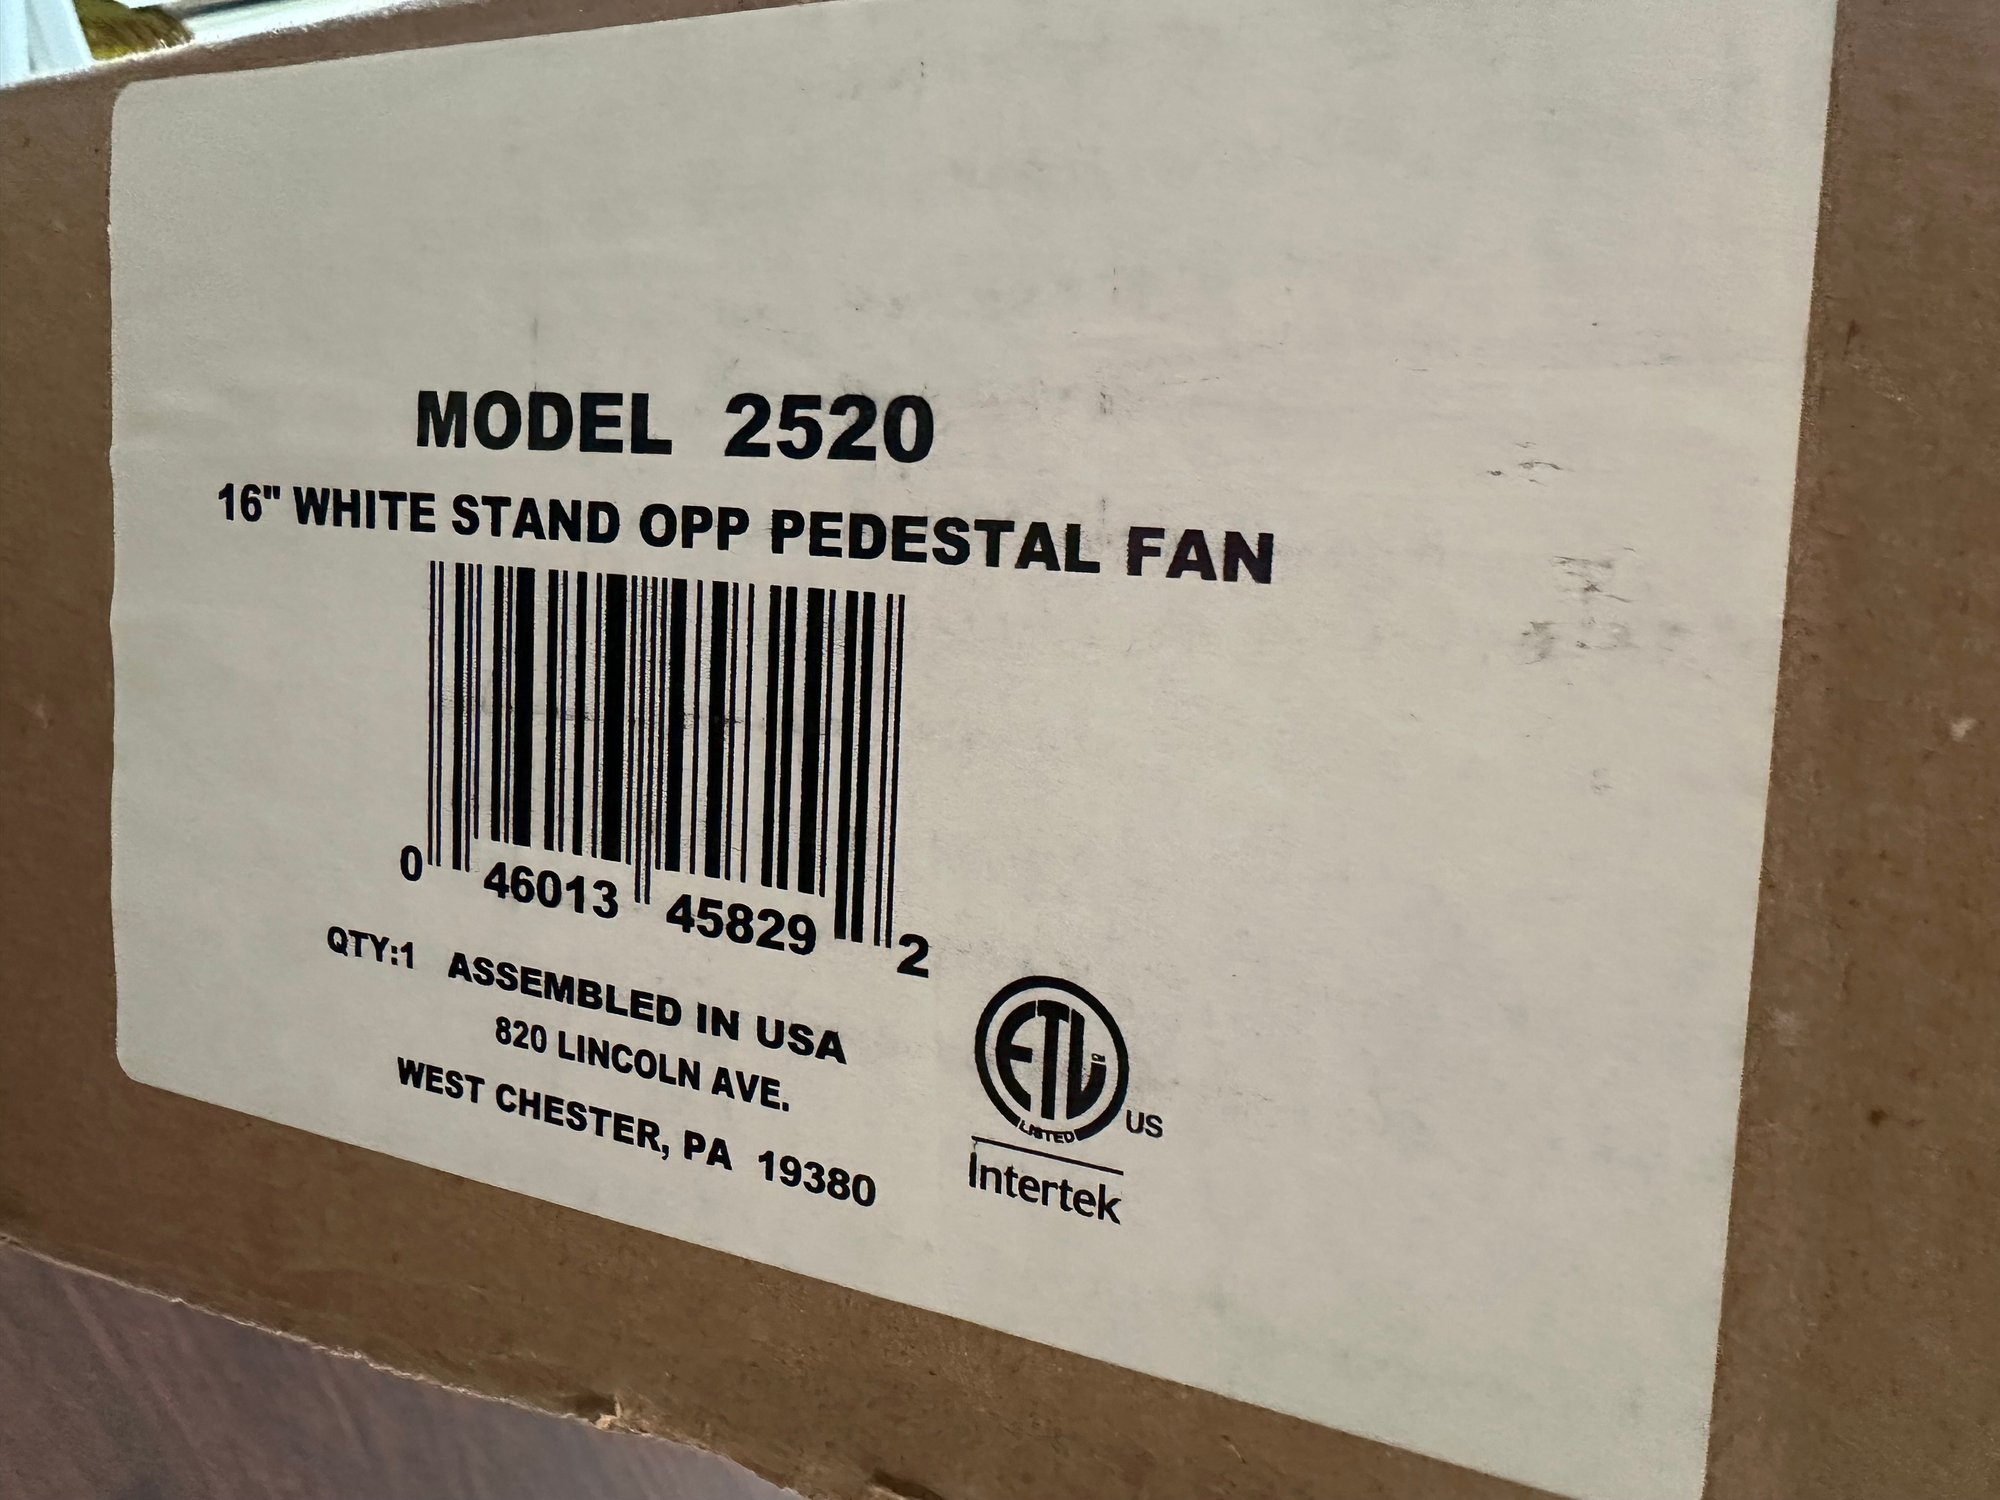 MODEL 2520
16" WHITE STAND OPP PEDESTAL FAN
0 46013 45829 2
QTY:1 ASSEMBLED IN USA
820 LINCOLN AVE.
WEST CHESTER, PA 19380
ETL CM
LISTED
US
Intertek